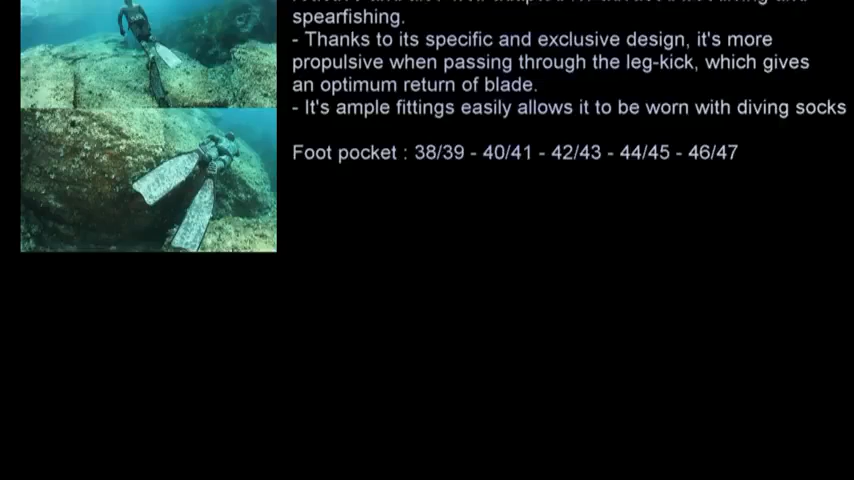 spearfishing.
- Thanks to its specific and exclusive design, it's more
propulsive when passing through the leg-kick, which gives
an optimum return of blade.
- It's ample fittings easily allows it to be worn with diving socks
Foot pocket : 38/39 - 40/41 - 42/43 - 44/45 - 46/47